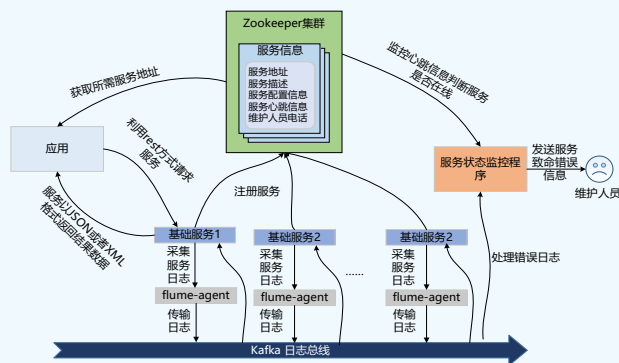 Zookeeper集群
服务信息
服务地址
服务描述
服务配置信息
服务心跳信息
维护人员电话
获取所需服务地址
监控心跳信息判断服务
是否在线
应用
利用rest方式请求
服务
服务状态监控程
序
发送服务
致命错误
信息
维护人员
注册服务
服务以JSON或者XML
格式返回结果数据
基础服务1
基础服务2
基础服务2
采集
服务
日志
采集
服务
日志
......
采集
服务
日志
处理错误日志
flume-agent
flume-agent
flume-agent
传输
日志
传输
日志
传输
日志
Kafka 日志总线